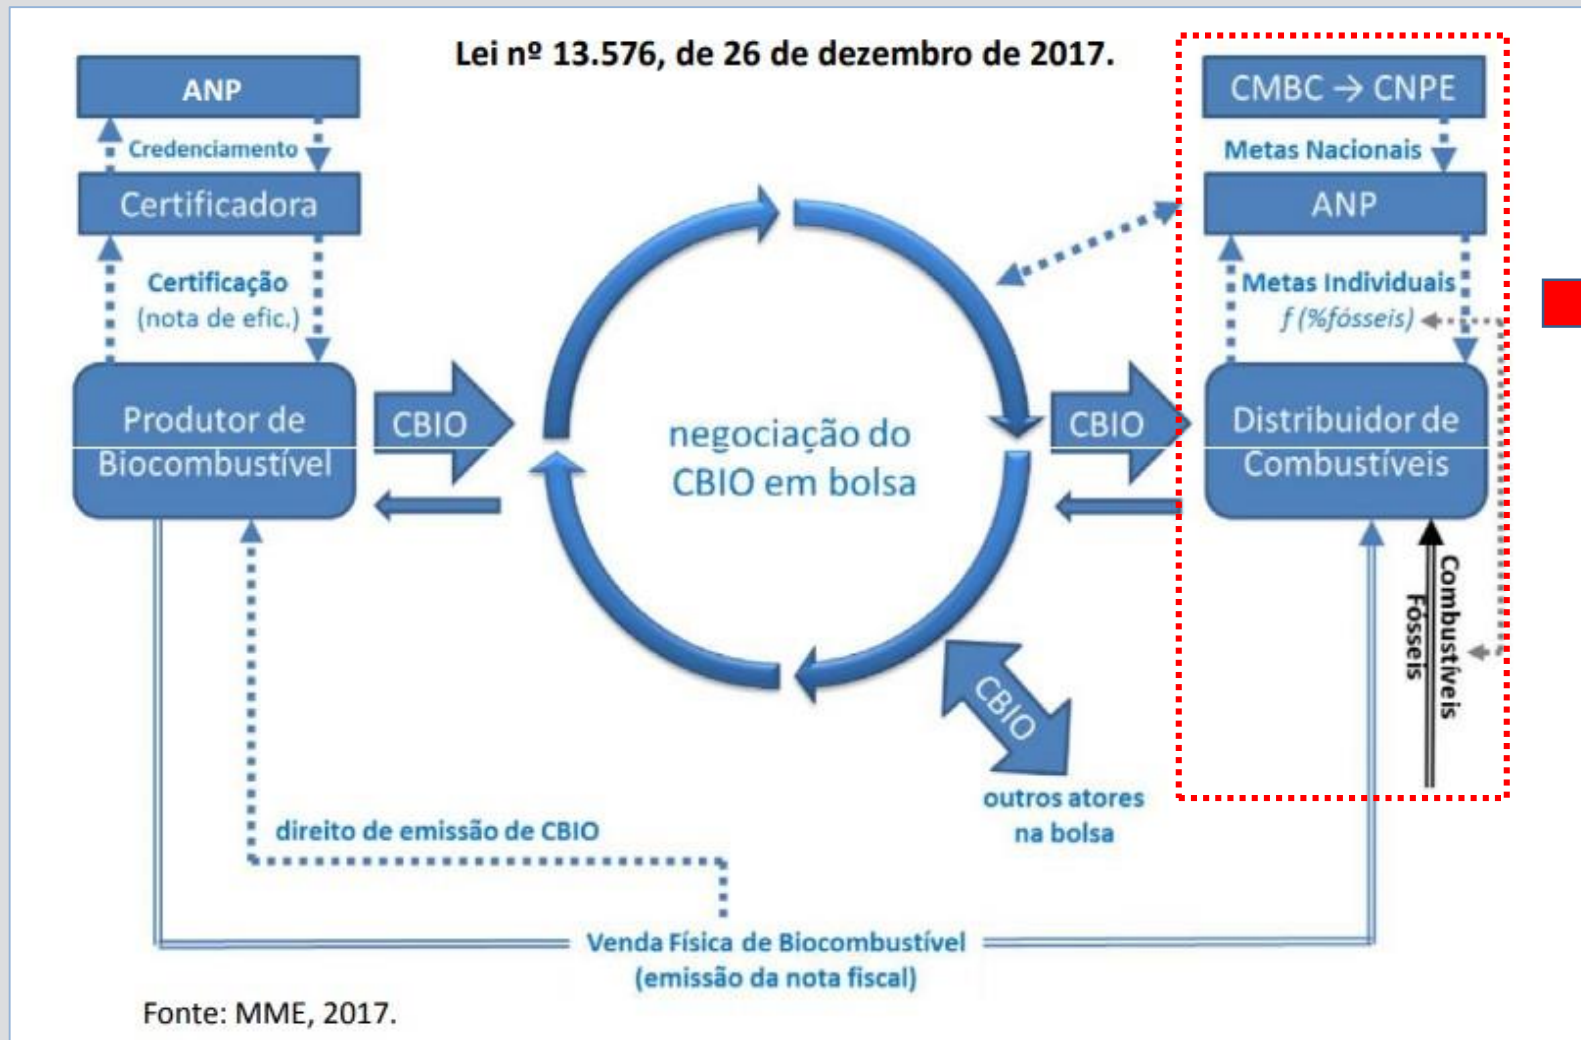 Lei nº 13.576, de 26 de dezembro de 2017.
ANP
Credenciamento
Certificadora
Certificação
(nota de efic.)
Produtor de
Biocombustível
CBIO
negociação do
CBIO em bolsa
CBIO
CMBC → CNPE
Metas Nacionais
ANP
Metas Individuais
f (%fósseis)
Distribuidor de
Combustíveis
Combustíveis
Fósseis
CBIO
outros atores
na bolsa
direito de emissão de CBIO
Venda Física de Biocombustível
(emissão da nota fiscal)
Fonte: MME, 2017.